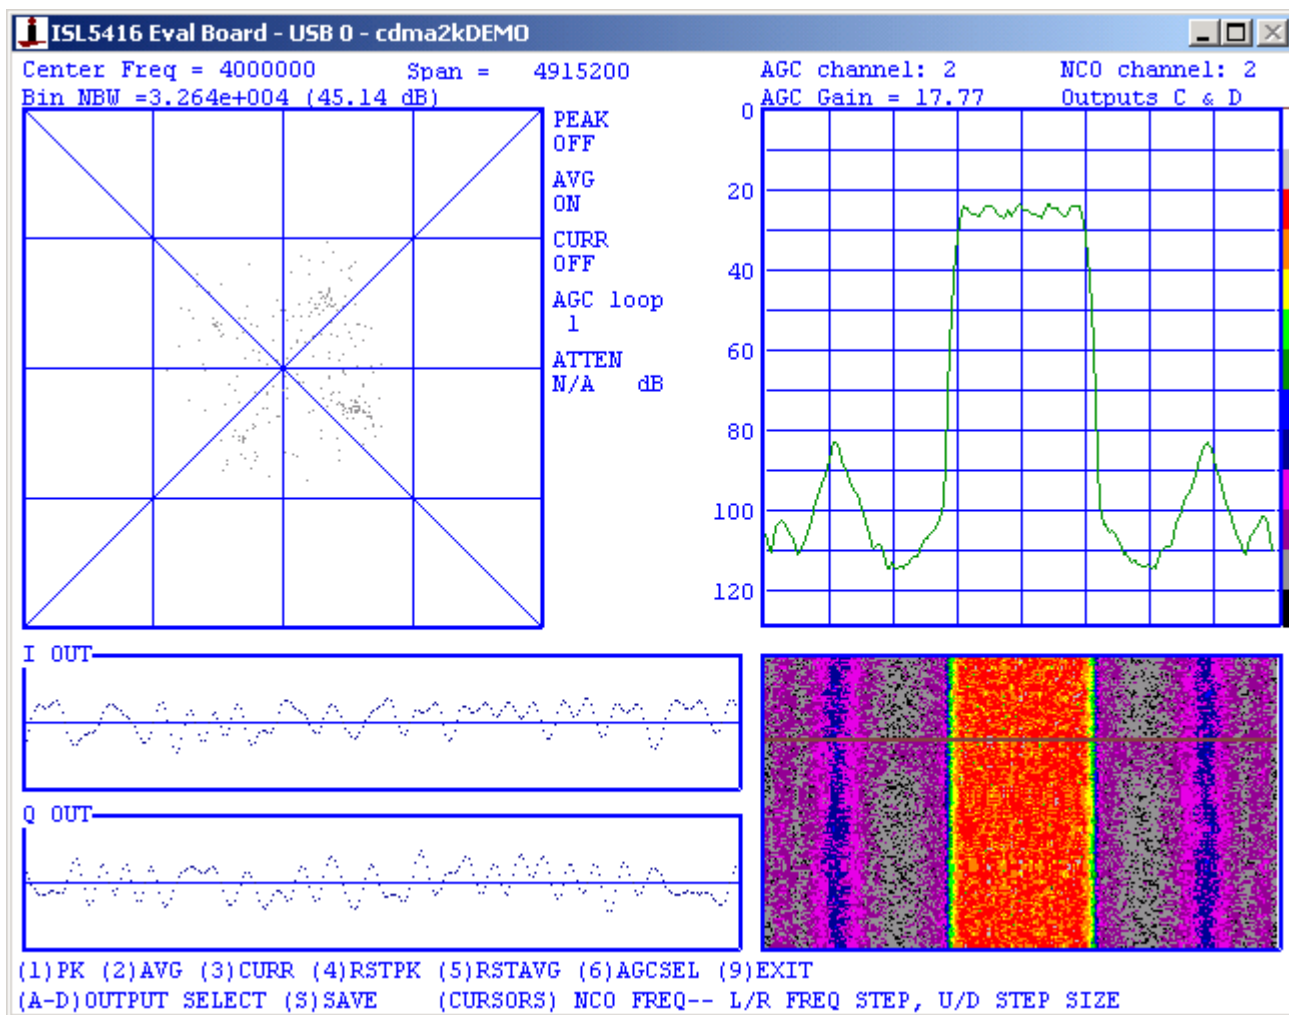 ISL5416 Eval Board - USB 0 - cdma2kDEMO
Center Freq = 4000000 Span = 4915200
Bin NBW =3.264e+004 (45.14 dB)
AGC channel: 2 NCO channel: 2
AGC Gain = 17.77 Outputs C & D
PEAK
OFF
AVG
ON
CURR
OFF
AGC loop
1
ATTEN
N/A dB
0
20
40
60
80
100
120
I OUT
Q OUT
(1)PK (2)AVG (3)CURR (4)RSTPK (5)RSTAVG (6)AGCSEL (9)EXIT
(A-D)OUTPUT SELECT (S)SAVE (CURSORS) NCO FREQ-- L/R FREQ STEP, U/D STEP SIZE